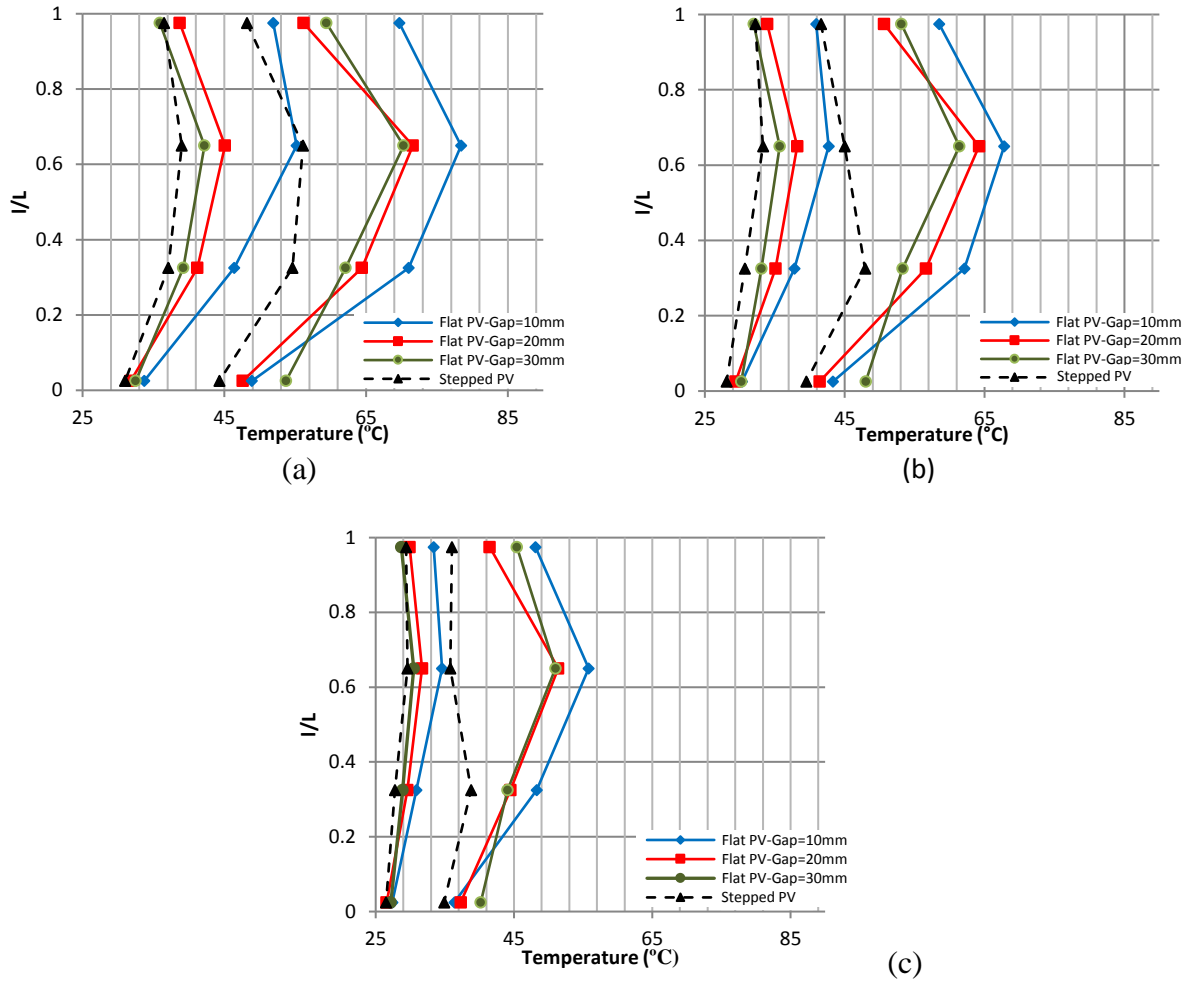 1
0.8
0.6
0.4
0.2
0
I/L
25
45
65
85
Temperature (ºC)
Flat PV-Gap=10mm
Flat PV-Gap=20mm
Flat PV-Gap=30mm
Stepped PV
(a)
1
0.8
0.6
0.4
0.2
0
I/L
25
45
65
85
Temperature (°C)
Flat PV-Gap=10mm
Flat PV-Gap=20mm
Flat PV-Gap=30mm
Stepped PV
(b)
1
0.8
0.6
0.4
0.2
0
I/L
25
45
65
85
Temperature (ºC)
Flat PV-Gap=10mm
Flat PV-Gap=20mm
Flat PV-Gap=30mm
Stepped PV
(c)